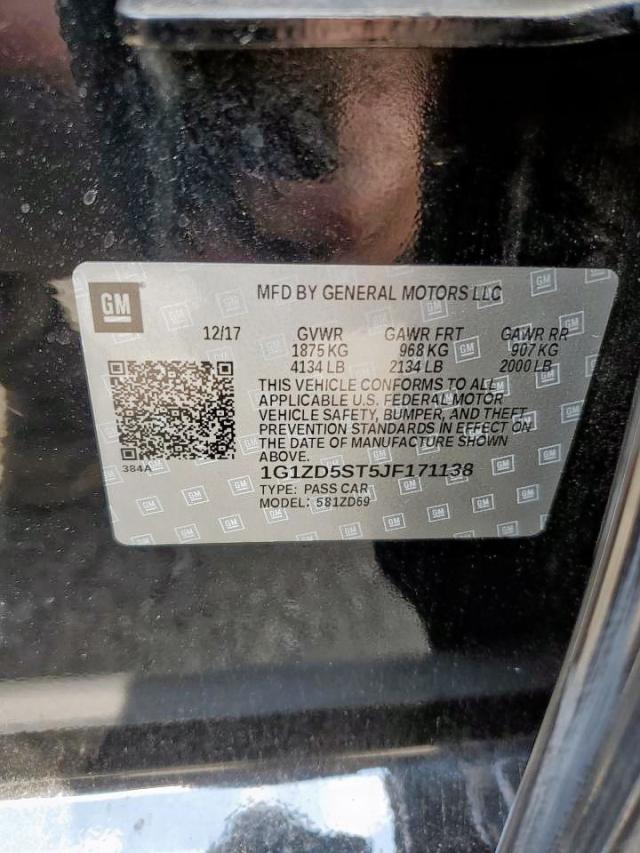 GM
MFD BY GENERAL MOTORS LLC
12/17 GVWR GAWR FRT GAWR RR
1875 KG 968 KG 907 KG
4134 LB 2134 LB 2000 LB
THIS VEHICLE CONFORMS TO ALL
APPLICABLE U.S. FEDERAL MOTOR
VEHICLE SAFETY, BUMPER, AND THEFT
PREVENTION STANDARDS IN EFFECT ON
THE DATE OF MANUFACTURE SHOWN
ABOVE.
384A
1G1ZD5ST5JF171138
TYPE: PASS CAR
MODEL: 581ZD69